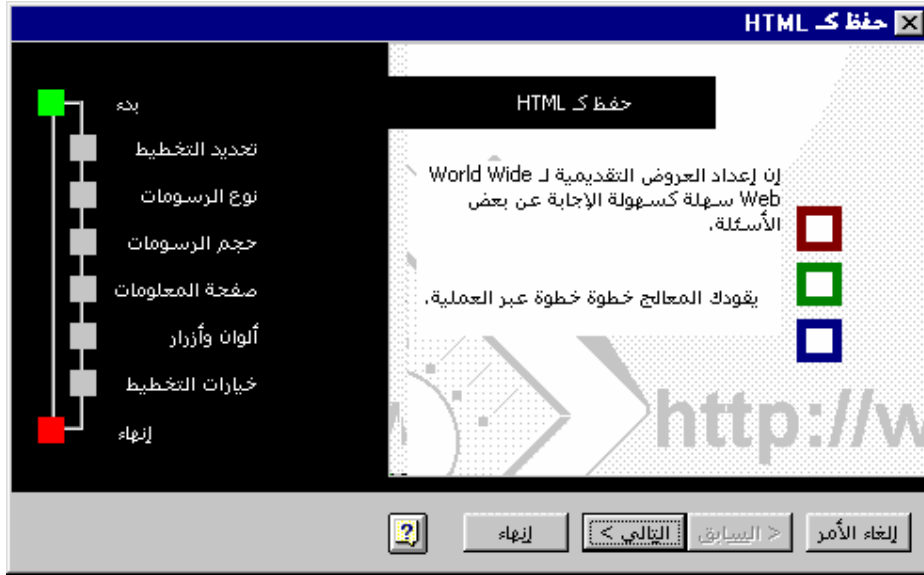 حفظ كـ HTML
حفظ كـ HTML
إن إعداد العروض التقديمية لـ World Wide
Web سهلة كسهولة الإجابة عن بعض
الأسئلة.
يقودك المعالج خطوة خطوة عبر العملية.
http://w
بدء
تحديد التخطيط
نوع الرسومات
حجم الرسومات
صفحة المعلومات
ألوان وأزرار
خيارات التخطيط
إنهاء
إلغاء الأمر
< السابق
التالي >
إنهاء
?